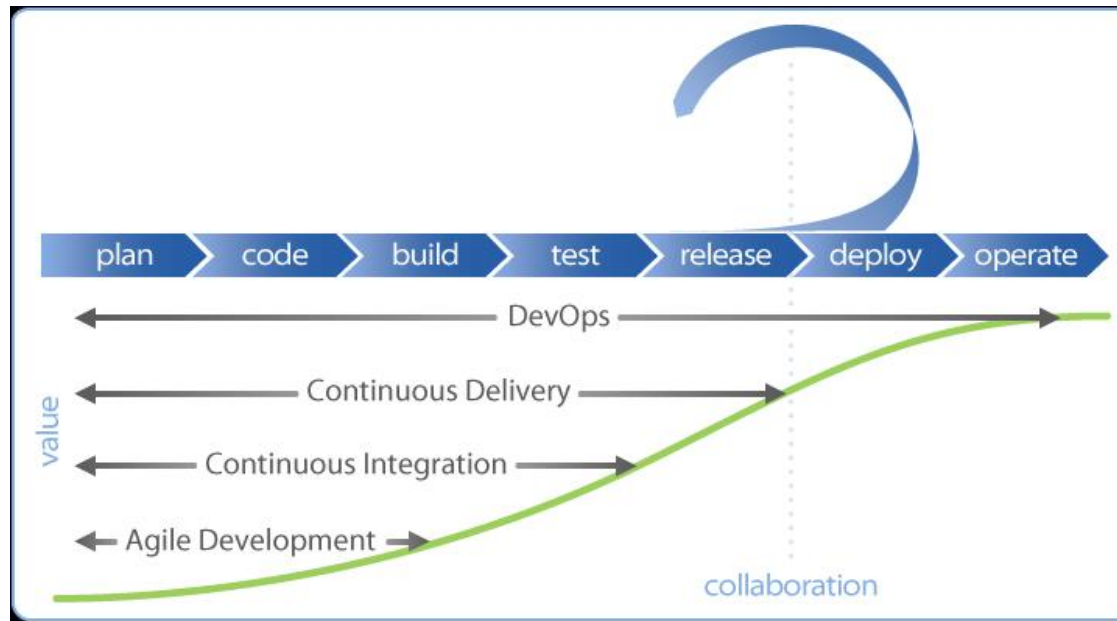 plan code build test release deploy operate
DevOps
Continuous Delivery
value
Continuous Integration
Agile Development
collaboration